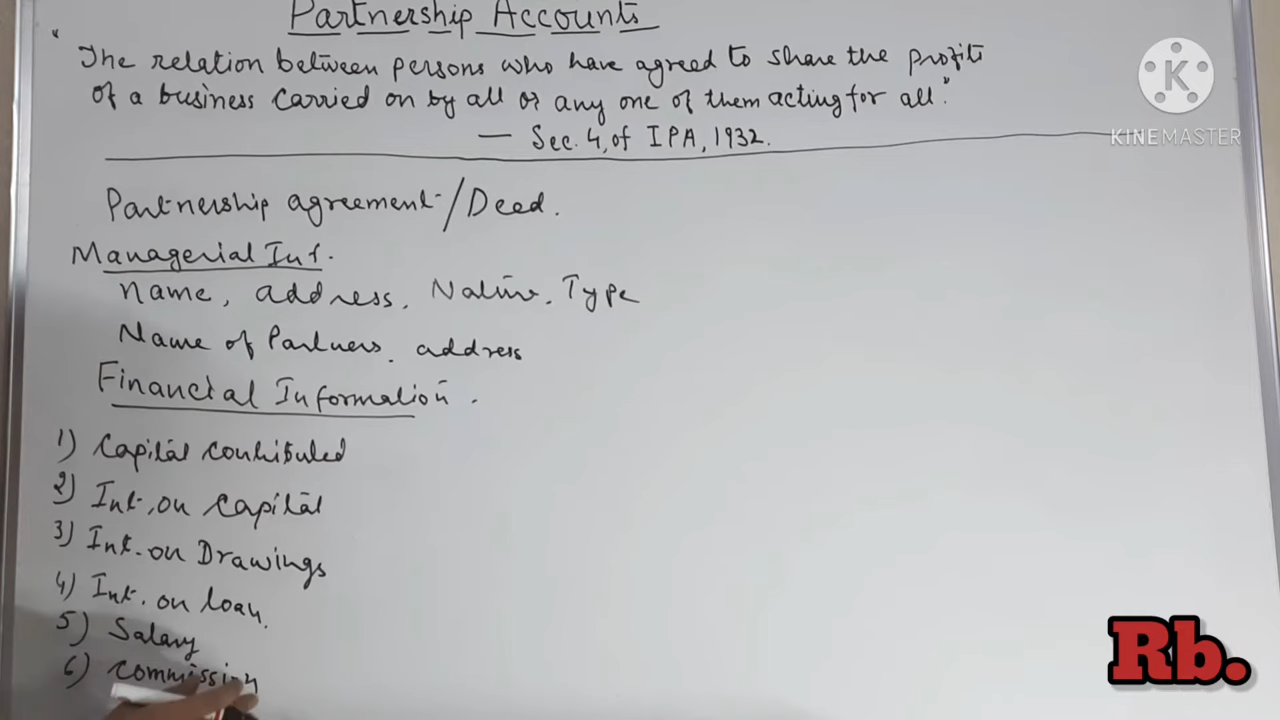 Partnership Accounts
"The relation between persons who have agreed to share the profits
of a business carried on by all or any one of them acting for all."
— Sec. 4, of IPA, 1932.
Partnership agreement/Deed.
Managerial Inf.
Name, address, Nature, Type
Name of Partners, address
Financial Information.
1) Capital contributed
2) Int. on Capital
3) Int. on Drawings
4) Int. on loan.
5) Salary
6) Commission
K
KINEMASTER
Rb.